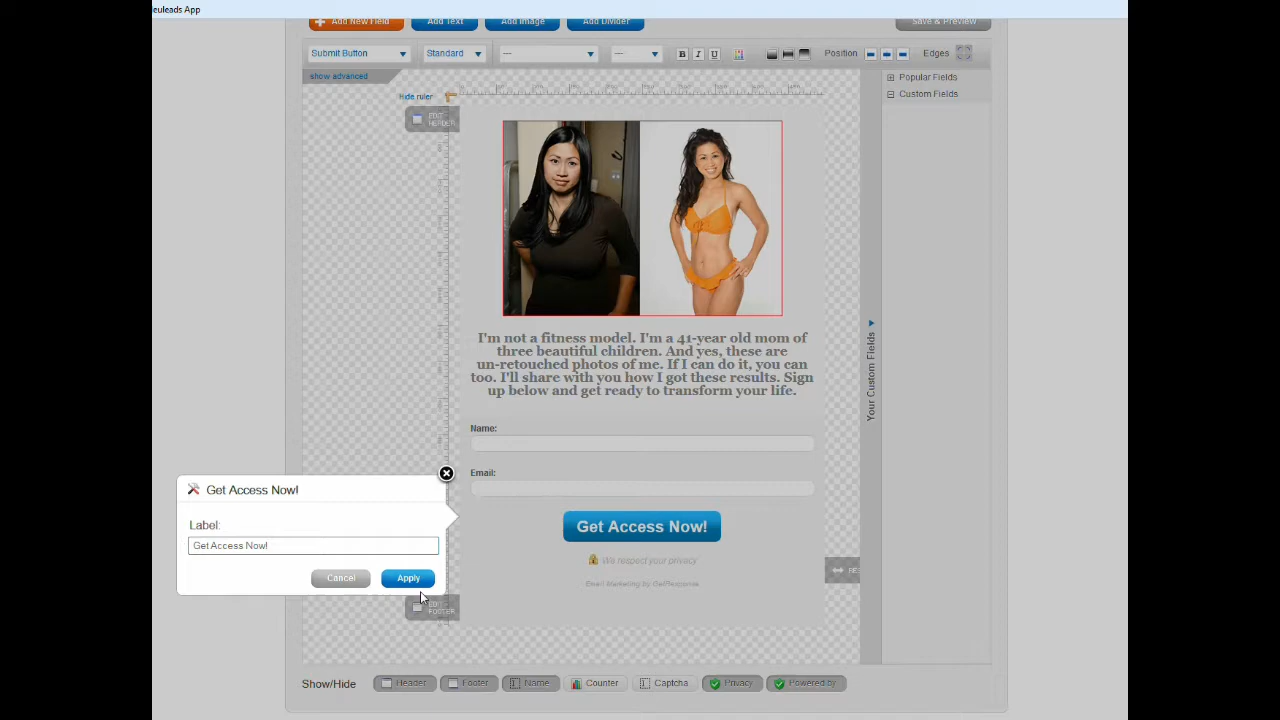 Neuleads App
Add New Field
Add Text
Add Image
Add Divider
Save & Preview
Submit Button
Standard
---
---
B I U
Position
Edges
show advanced
Hide ruler
Popular Fields
Custom Fields
EDIT
HEADER
I'm not a fitness model. I'm a 41-year old mom of
three beautiful children. And yes, these are
un-retouched photos of me. If I can do it, you can
too. I'll share with you how I got these results. Sign
up below and get ready to transform your life.
Your Custom Fields
Name:
Email:
Get Access Now!
Label:
Get Access Now!
Cancel
Apply
Get Access Now!
We respect your privacy
Email Marketing by GetResponse
EDIT
FOOTER
Show/Hide
Header
Footer
Name
Counter
Captcha
Privacy
Powered by